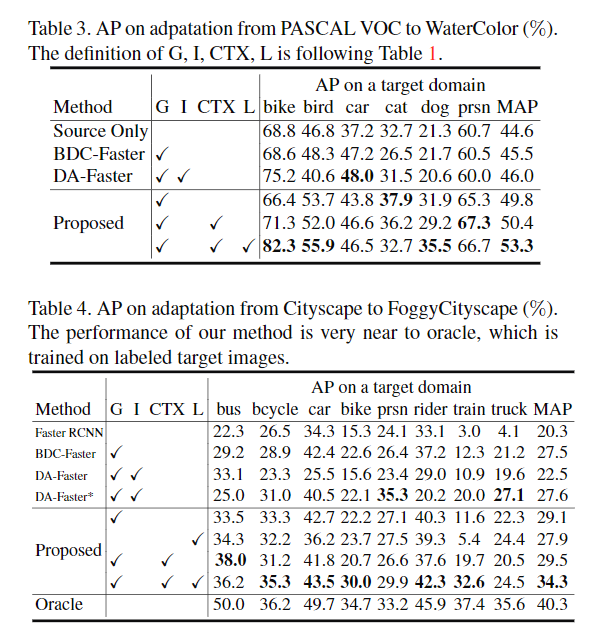 Table 3. AP on adpatation from PASCAL VOC to WaterColor (%).
The definition of G, I, CTX, L is following Table 1.
AP on a target domain
Method G I CTX L bike bird car cat dog prsn MAP
Source Only 68.8 46.8 37.2 32.7 21.3 60.7 44.6
BDC-Faster ✓ 68.6 48.3 47.2 26.5 21.7 60.5 45.5
DA-Faster ✓ ✓ 75.2 40.6 48.0 31.5 20.6 60.0 46.0
✓ 66.4 53.7 43.8 37.9 31.9 65.3 49.8
Proposed ✓ ✓ 71.3 52.0 46.6 36.2 29.2 67.3 50.4
✓ ✓ ✓ 82.3 55.9 46.5 32.7 35.5 66.7 53.3
Table 4. AP on adaptation from Cityscape to FoggyCityscape (%).
The performance of our method is very near to oracle, which is
trained on labeled target images.
AP on a target domain
Method G I CTX L bus bcycle car bike prsn rider train truck MAP
Faster RCNN 22.3 26.5 34.3 15.3 24.1 33.1 3.0 4.1 20.3
BDC-Faster ✓ 29.2 28.9 42.4 22.6 26.4 37.2 12.3 21.2 27.5
DA-Faster ✓ ✓ 33.1 23.3 25.5 15.6 23.4 29.0 10.9 19.6 22.5
DA-Faster* ✓ ✓ 25.0 31.0 40.5 22.1 35.3 20.2 20.0 27.1 27.6
✓ 33.5 33.3 42.7 22.2 27.1 40.3 11.6 22.3 29.1
✓ 34.3 32.2 36.2 23.7 27.5 39.3 5.4 24.4 27.9
Proposed
✓ ✓ 38.0 31.2 41.8 20.7 26.6 37.6 19.7 20.5 29.5
✓ ✓ ✓ 36.2 35.3 43.5 30.0 29.9 42.3 32.6 24.5 34.3
Oracle 50.0 36.2 49.7 34.7 33.2 45.9 37.4 35.6 40.3